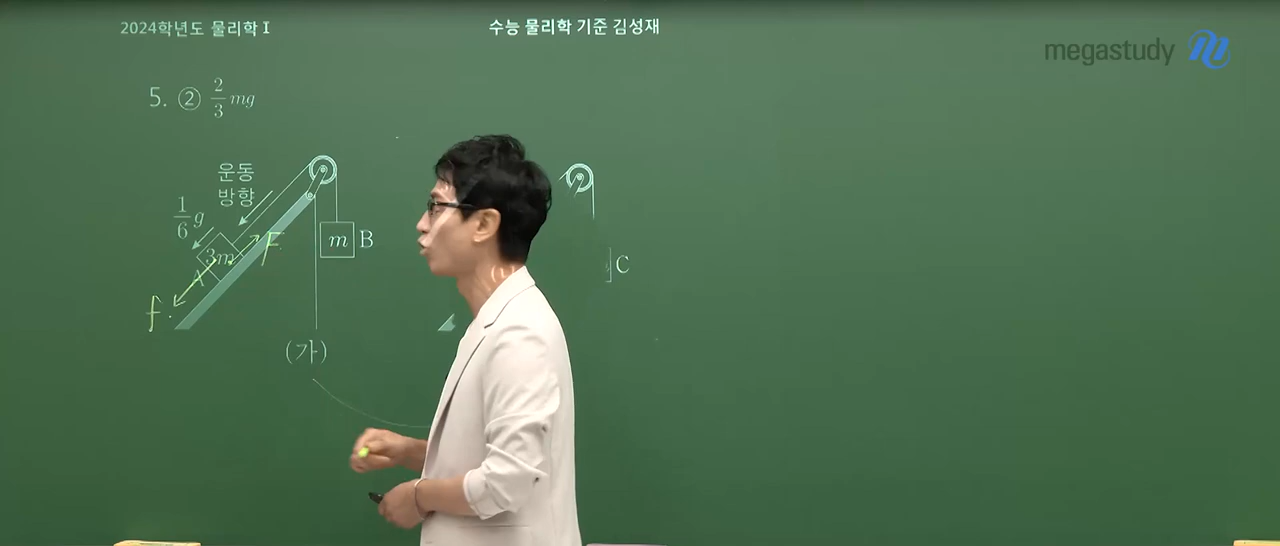 2024학년도 물리학 I
수능 물리학 기준 김성재
megastudy
5. ② 2/3 mg
운동
방향
1/6 g
3m
A
F
f
m B
C
(가)